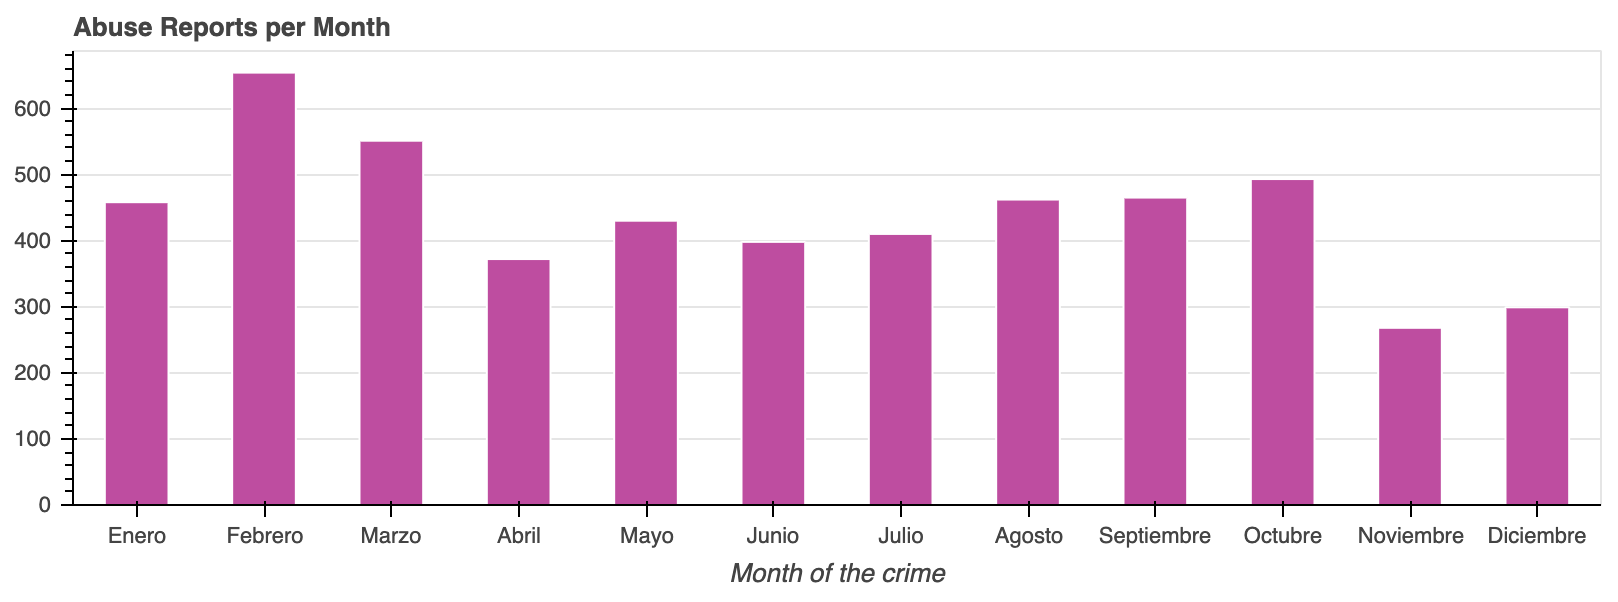 Abuse Reports per Month
600
500
400
300
200
100
0
Enero Febrero Marzo Abril Mayo Junio Julio Agosto Septiembre Octubre Noviembre Diciembre
Month of the crime